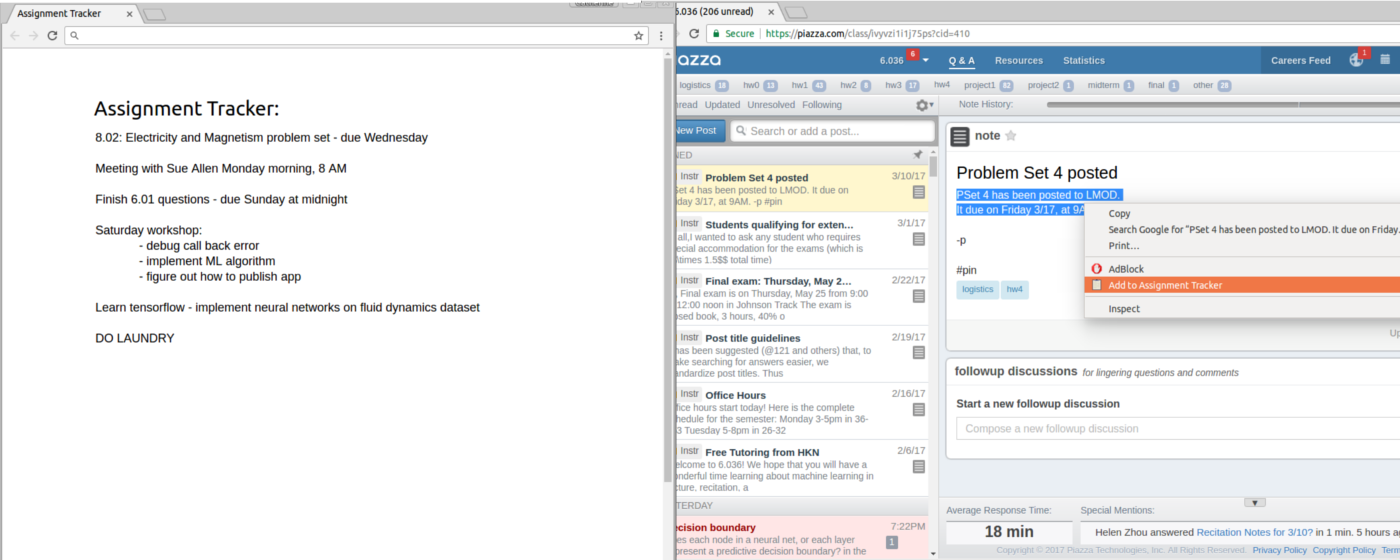 Assignment Tracker
Assignment Tracker:
8.02: Electricity and Magnetism problem set - due Wednesday
Meeting with Sue Allen Monday morning, 8 AM
Finish 6.01 questions - due Sunday at midnight
Saturday workshop:
- debug call back error
- implement ML algorithm
- figure out how to publish app
Learn tensorflow - implement neural networks on fluid dynamics dataset
DO LAUNDRY
6.036 (206 unread)
Secure https://piazza.com/class/ivyvzi1i1j75ps?cid=410
azza 6.036 6 Q & A Resources Statistics Careers Feed 1
logistics 18 hw0 13 hw1 43 hw2 8 hw3 17 hw4 project1 82 project2 1 midterm 1 final 1 other 28
read Updated Unresolved Following
Note History:
New Post Search or add a post...
NED
Instr Problem Set 4 posted 3/10/17
Set 4 has been posted to LMOD. It due on
day 3/17, at 9AM. -p #pin
Instr Students qualifying for exten... 3/1/17
all,I wanted to ask any student who requires
ecial accommodation for the exams (which is
\times 1.5$$ total time)
Instr Final exam: Thursday, May 2... 2/22/17
Final exam is on Thursday, May 25 from 9:00
12:00 noon in Johnson Track The exam is
osed book, 3 hours, 40% o
Instr Post title guidelines 2/19/17
has been suggested (@121 and others) that, to
ake searching for answers easier, we
andardize post titles. Thus
Instr Office Hours 2/16/17
fice hours start today! Here is the complete
hedule for the semester: Monday 3-5pm in 36-
3 Tuesday 5-8pm in 26-32
Instr Free Tutoring from HKN 2/6/17
elcome to 6.036! We hope that you will have a
onderful time learning about machine learning in
cture, recitation, a
TERDAY
ecision boundary 7:22PM
es each node in a neural net, or each layer 1
present a predictive decision boundary? in the
note
Problem Set 4 posted
PSet 4 has been posted to LMOD.
It due on Friday 3/17, at 9A
-p
#pin
logistics hw4
Copy
Search Google for "PSet 4 has been posted to LMOD. It due on Friday.
Print...
AdBlock
Add to Assignment Tracker
Inspect
Up
followup discussions for lingering questions and comments
Start a new followup discussion
Compose a new followup discussion
Average Response Time: Special Mentions:
18 min Helen Zhou answered Recitation Notes for 3/10? in 1 min. 5 hours a
Copyright © 2017 Piazza Technologies, Inc. All Rights Reserved. Privacy Policy Copyright Policy Tern